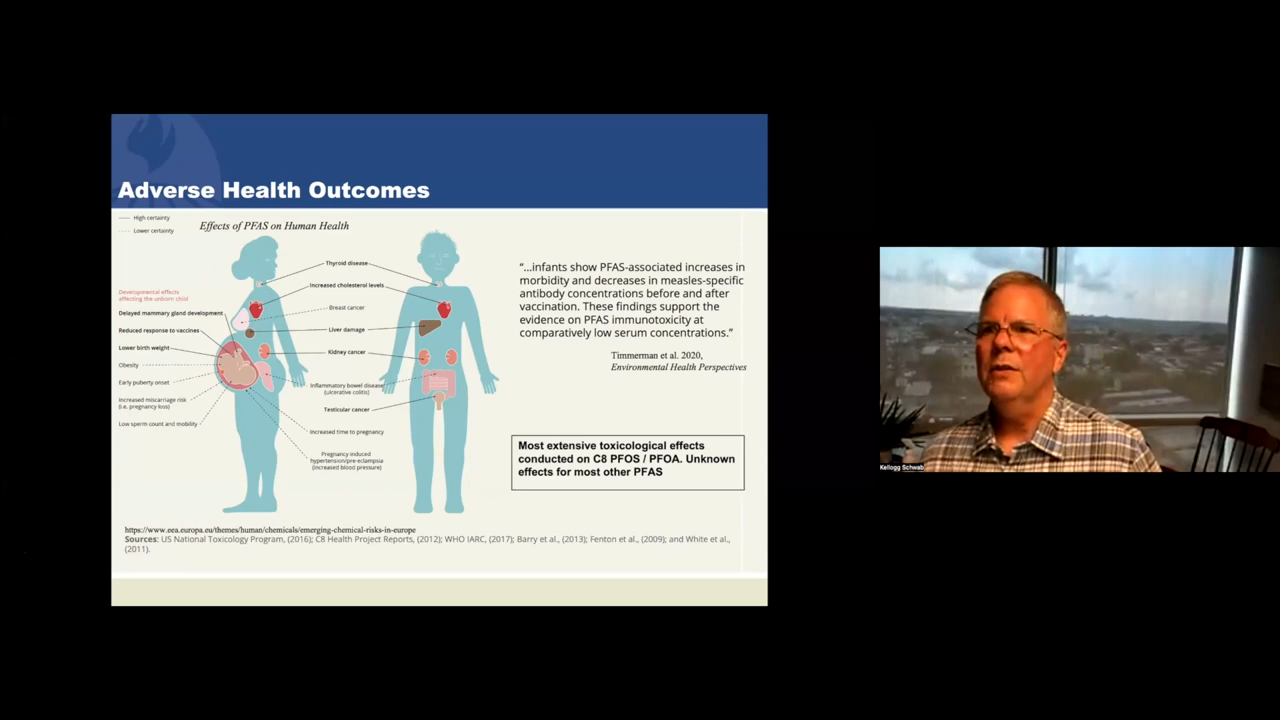 Adverse Health Outcomes
High certainty
Lower certainty
Effects of PFAS on Human Health
Developmental effects
affecting the unborn child
Delayed mammary gland development
Reduced response to vaccines
Lower birth weight
Obesity
Early puberty onset
Increased miscarriage risk
(i.e. pregnancy loss)
Low sperm count and mobility
Thyroid disease
Increased cholesterol levels
Breast cancer
Liver damage
Kidney cancer
Inflammatory bowel disease
(ulcerative colitis)
Testicular cancer
Increased time to pregnancy
Pregnancy induced
hypertension/pre-eclampsia
(increased blood pressure)
"...infants show PFAS-associated increases in
morbidity and decreases in measles-specific
antibody concentrations before and after
vaccination. These findings support the
evidence on PFAS immunotoxicity at
comparatively low serum concentrations."
Timmerman et al. 2020,
Environmental Health Perspectives
Most extensive toxicological effects
conducted on C8 PFOS / PFOA. Unknown
effects for most other PFAS
https://www.eea.europa.eu/themes/human/chemicals/emerging-chemical-risks-in-europe
Sources: US National Toxicology Program, (2016); C8 Health Project Reports, (2012); WHO IARC, (2017); Barry et al., (2013); Fenton et al., (2009); and White et al.,
(2011).
Kellogg Schwab